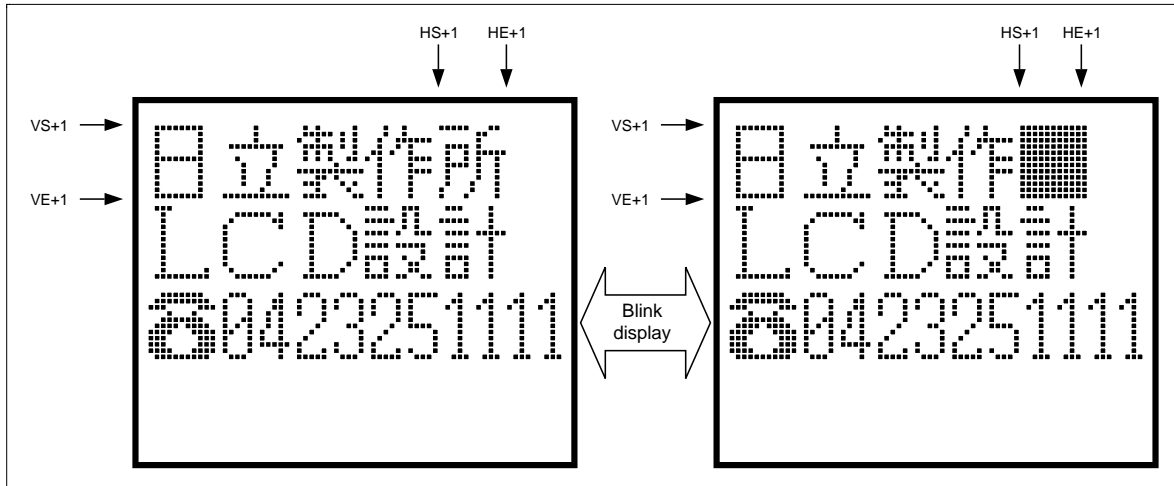 HS+1 HE+1
VS+1
VE+1
日立製作所
LCD設計
☎0423251111
Blink
display
HS+1 HE+1
VS+1
VE+1
日立製作
LCD設計
☎0423251111